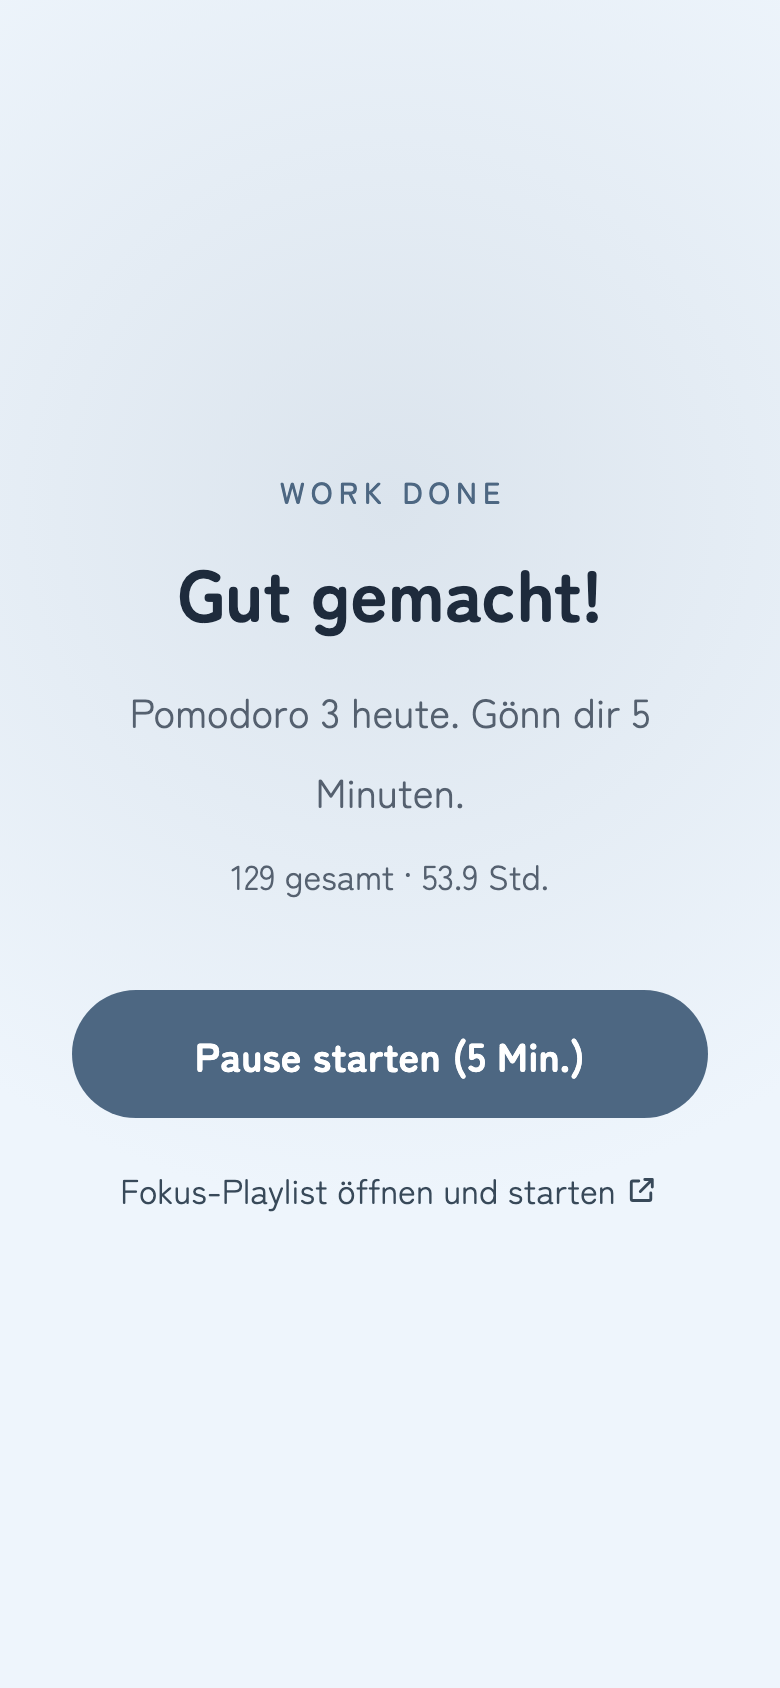 WORK DONE
Gut gemacht!
Pomodoro 3 heute. Gönn dir 5
Minuten.
129 gesamt · 53.9 Std.
Pause starten (5 Min.)
Fokus-Playlist öffnen und starten